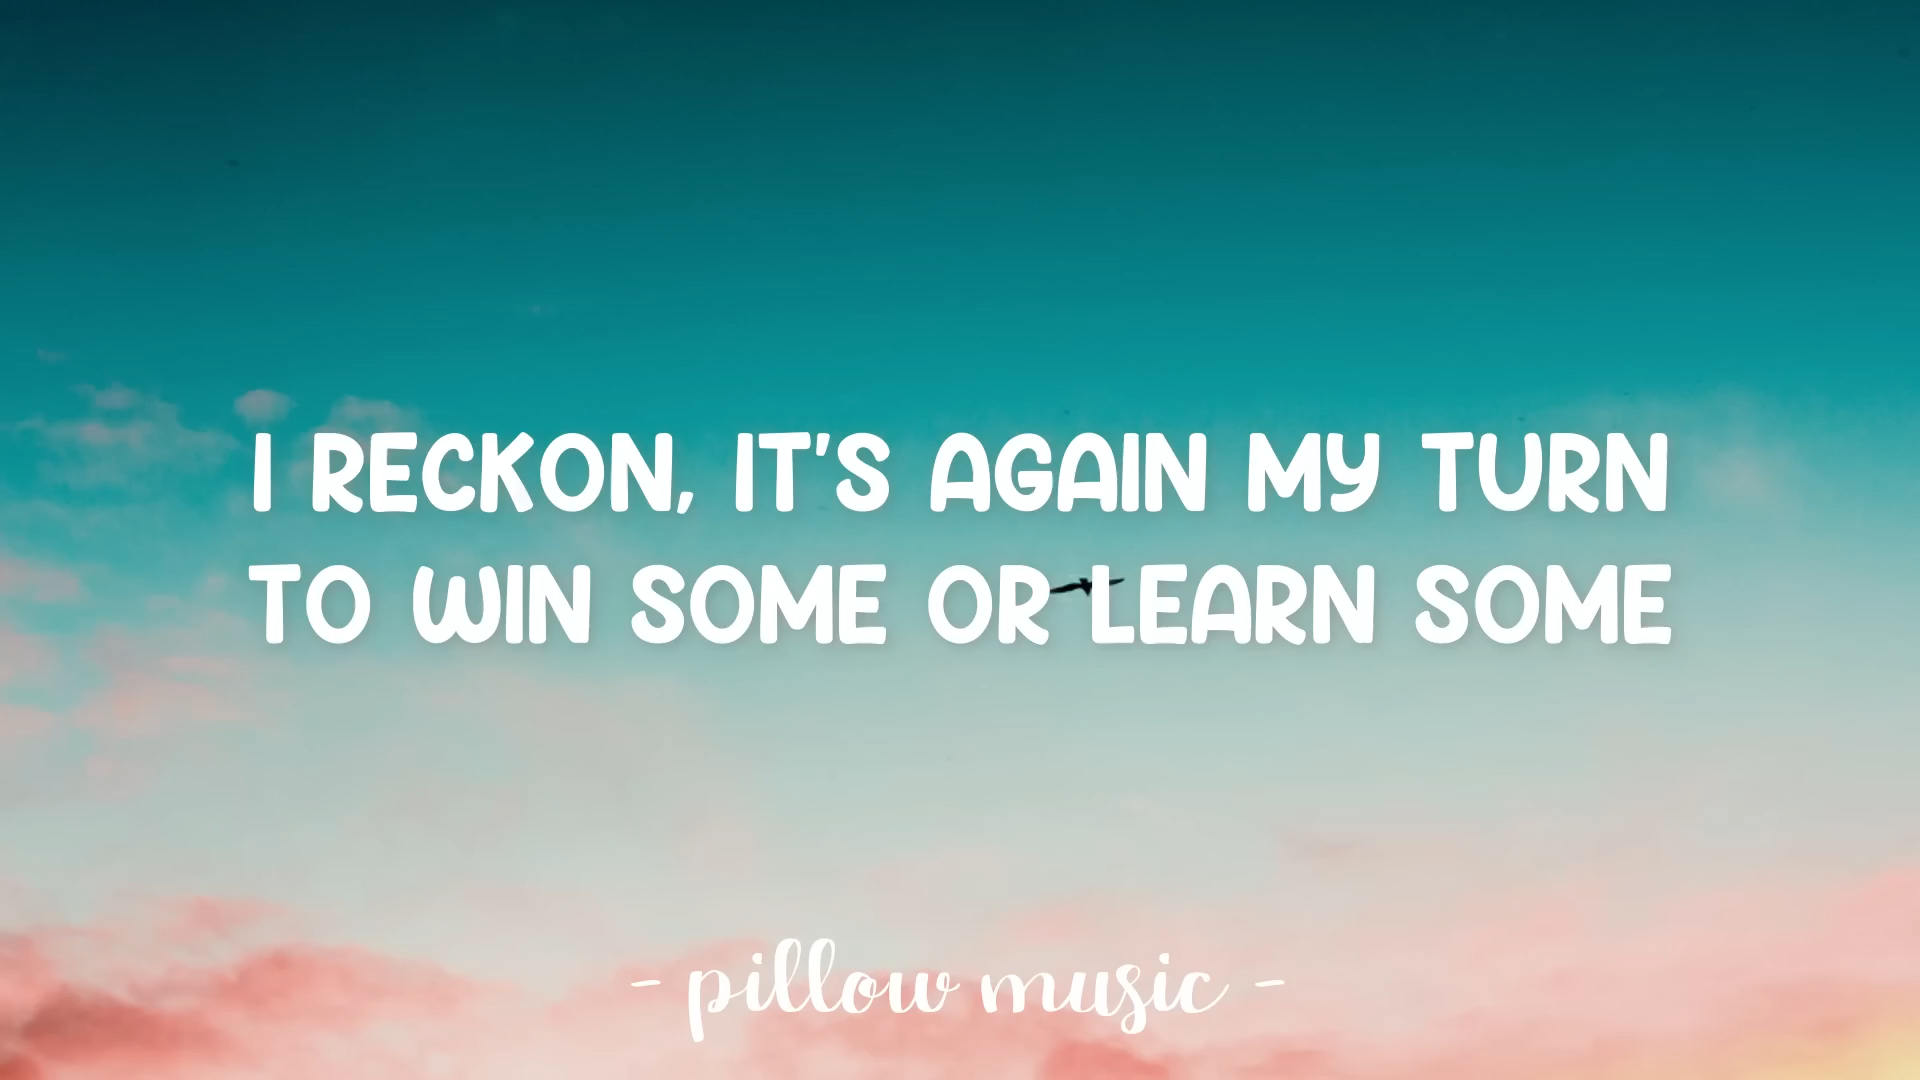 I RECKON, IT'S AGAIN MY TURN
TO WIN SOME OR LEARN SOME
- pillow music -